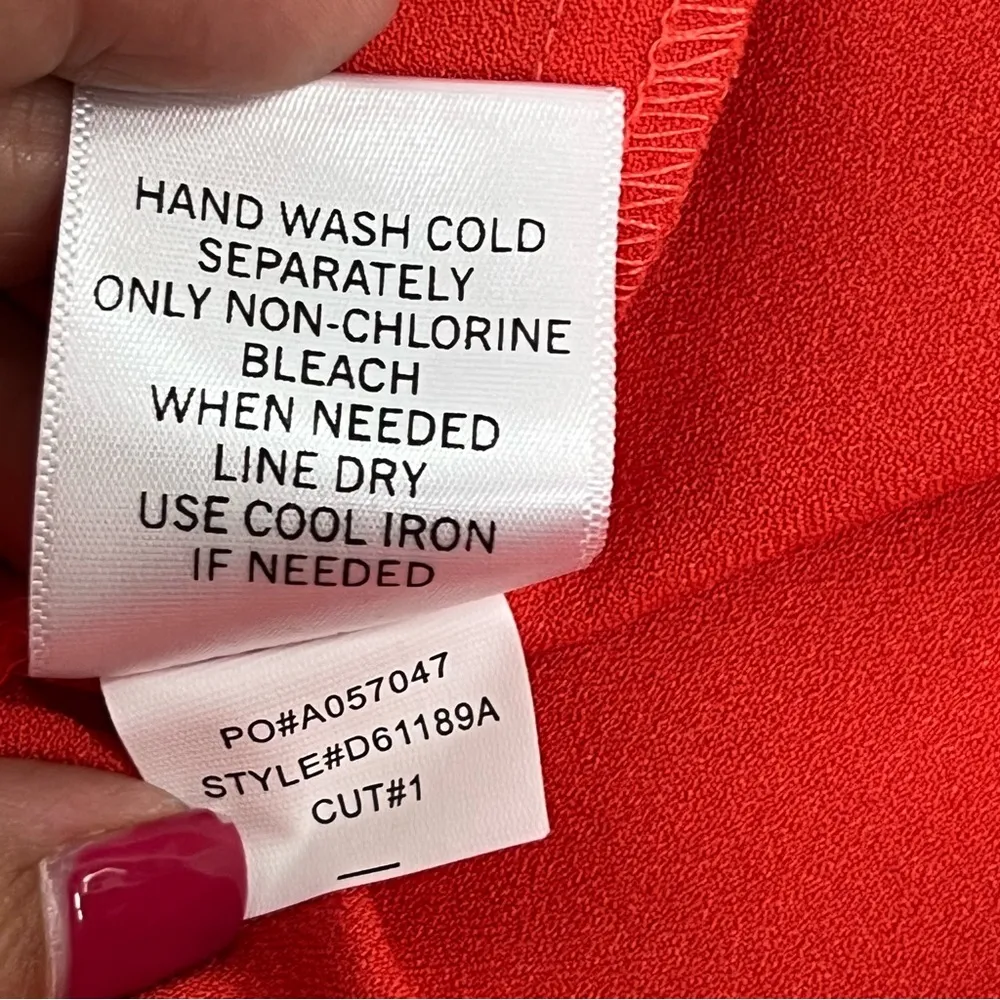 HAND WASH COLD
SEPARATELY
ONLY NON-CHLORINE
BLEACH
WHEN NEEDED
LINE DRY
USE COOL IRON
IF NEEDED
PO#A057047
STYLE#D61189A
CUT#1